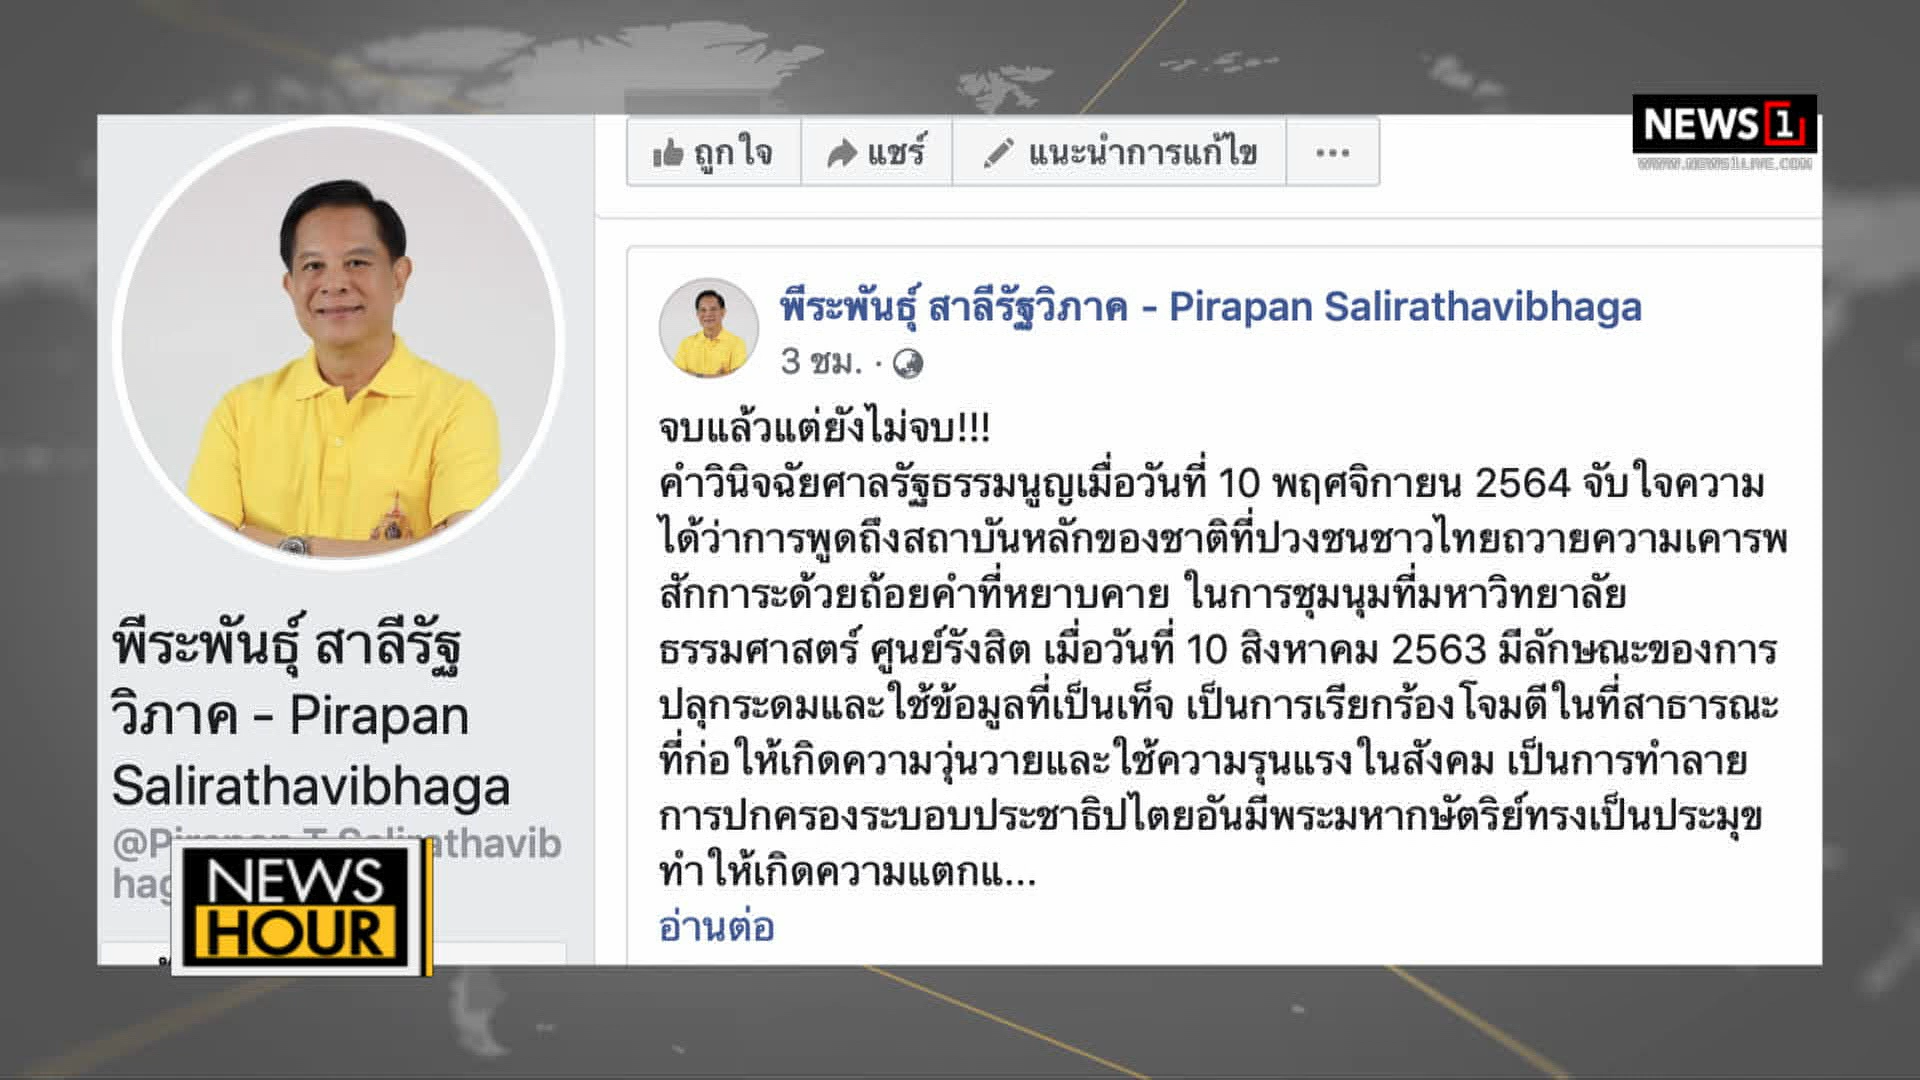 NEWS 1
WWW.NEWS1LIVE.COM
ถูกใจ
แชร์
แนะนำการแก้ไข
พีระพันธุ์ สาลีรัฐ
วิภาค - Pirapan
Salirathavibhaga
พีระพันธุ์ สาลีรัฐวิภาค - Pirapan Salirathavibhaga
3 ชม. ·
จบแล้วแต่ยังไม่จบ!!!
คำวินิจฉัยศาลรัฐธรรมนูญเมื่อวันที่ 10 พฤศจิกายน 2564 จับใจความ
ได้ว่าการพูดถึงสถาบันหลักของชาติที่ปวงชนชาวไทยถวายความเคารพ
สักการะด้วยถ้อยคำที่หยาบคาย ในการชุมนุมที่มหาวิทยาลัย
ธรรมศาสตร์ ศูนย์รังสิต เมื่อวันที่ 10 สิงหาคม 2563 มีลักษณะของการ
ปลุกระดมและใช้ข้อมูลที่เป็นเท็จ เป็นการเรียกร้องโจมตีในที่สาธารณะ
ที่ก่อให้เกิดความวุ่นวายและใช้ความรุนแรงในสังคม เป็นการทำลาย
การปกครองระบอบประชาธิปไตยอันมีพระมหากษัตริย์ทรงเป็นประมุข
ทำให้เกิดความแตกแ...
อ่านต่อ
NEWS
HOUR